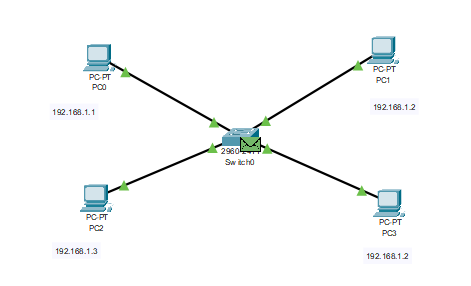 PC-PT
PC0
192.168.1.1
PC-PT
PC1
192.168.1.2
Switch0
PC-PT
PC2
192.168.1.3
PC-PT
PC3
192.168.1.2